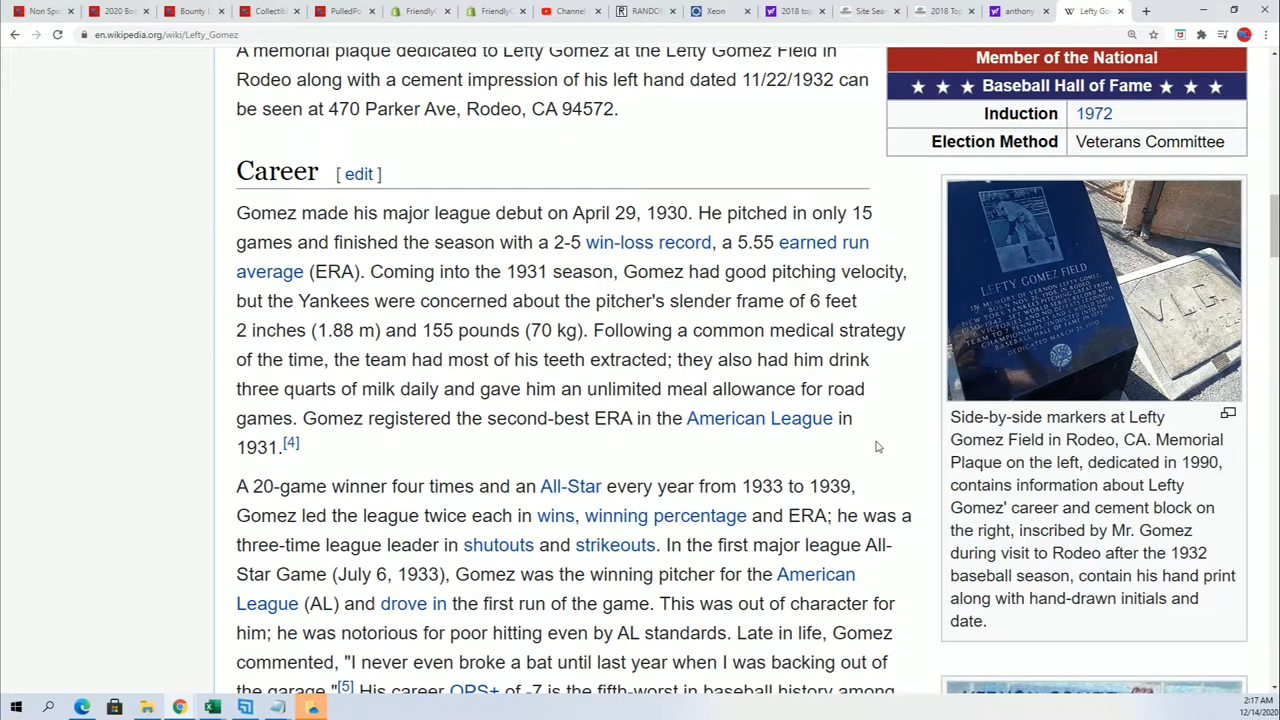 Non Spo
2020 Bo
Bounty
Collectib
PulledPo
FriendlyC
FriendlyC
Channel
RANDO
Xeon
2018 top
Site Sea
2018 Top
anthony
Lefty Go
en.wikipedia.org/wiki/Lefty_Gomez
A memorial plaque dedicated to Lefty Gomez at the Lefty Gomez Field in
Rodeo along with a cement impression of his left hand dated 11/22/1932 can
be seen at 470 Parker Ave, Rodeo, CA 94572.
Career [ edit ]
Gomez made his major league debut on April 29, 1930. He pitched in only 15
games and finished the season with a 2-5 win-loss record, a 5.55 earned run
average (ERA). Coming into the 1931 season, Gomez had good pitching velocity,
but the Yankees were concerned about the pitcher's slender frame of 6 feet
2 inches (1.88 m) and 155 pounds (70 kg). Following a common medical strategy
of the time, the team had most of his teeth extracted; they also had him drink
three quarts of milk daily and gave him an unlimited meal allowance for road
games. Gomez registered the second-best ERA in the American League in
1931.[4]
A 20-game winner four times and an All-Star every year from 1933 to 1939,
Gomez led the league twice each in wins, winning percentage and ERA; he was a
three-time league leader in shutouts and strikeouts. In the first major league All-
Star Game (July 6, 1933), Gomez was the winning pitcher for the American
League (AL) and drove in the first run of the game. This was out of character for
him; he was notorious for poor hitting even by AL standards. Late in life, Gomez
commented, "I never even broke a bat until last year when I was backing out of
the garage."[5] His career OPS+ of -7 is the fifth-worst in baseball history among
Member of the National
Baseball Hall of Fame
Induction 1972
Election Method Veterans Committee
LEFTY GOMEZ FIELD
IN MEMORY OF VERNON LEFTY GOMEZ
DEDICATED MARCH 25, 1990
V.L.G.
Side-by-side markers at Lefty
Gomez Field in Rodeo, CA. Memorial
Plaque on the left, dedicated in 1990,
contains information about Lefty
Gomez' career and cement block on
the right, inscribed by Mr. Gomez
during visit to Rodeo after the 1932
baseball season, contain his hand print
along with hand-drawn initials and
date.
2:17 AM
12/14/2020